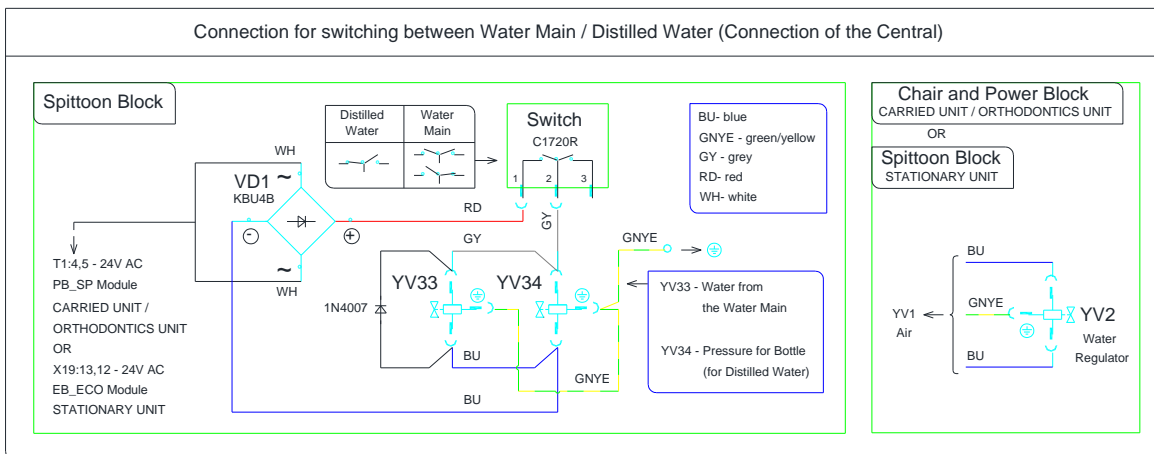 Connection for switching between Water Main / Distilled Water (Connection of the Central)
Spittoon Block
Distilled
Water
Water
Main
Switch
C1720R
1
2
3
BU- blue
GNYE - green/yellow
GY - grey
RD- red
WH- white
WH
~
VD1
KBU4B
-
+
~
WH
RD
GY
GY
GNYE
T1:4,5 - 24V AC
PB_SP Module
CARRIED UNIT /
ORTHODONTICS UNIT
OR
X19:13,12 - 24V AC
EB_ECO Module
STATIONARY UNIT
1N4007
YV33
YV34
BU
GNYE
BU
YV33 - Water from
the Water Main
YV34 - Pressure for Bottle
(for Distilled Water)
Chair and Power Block
CARRIED UNIT / ORTHODONTICS UNIT
OR
Spittoon Block
STATIONARY UNIT
BU
GNYE
YV1
Air
BU
YV2
Water
Regulator